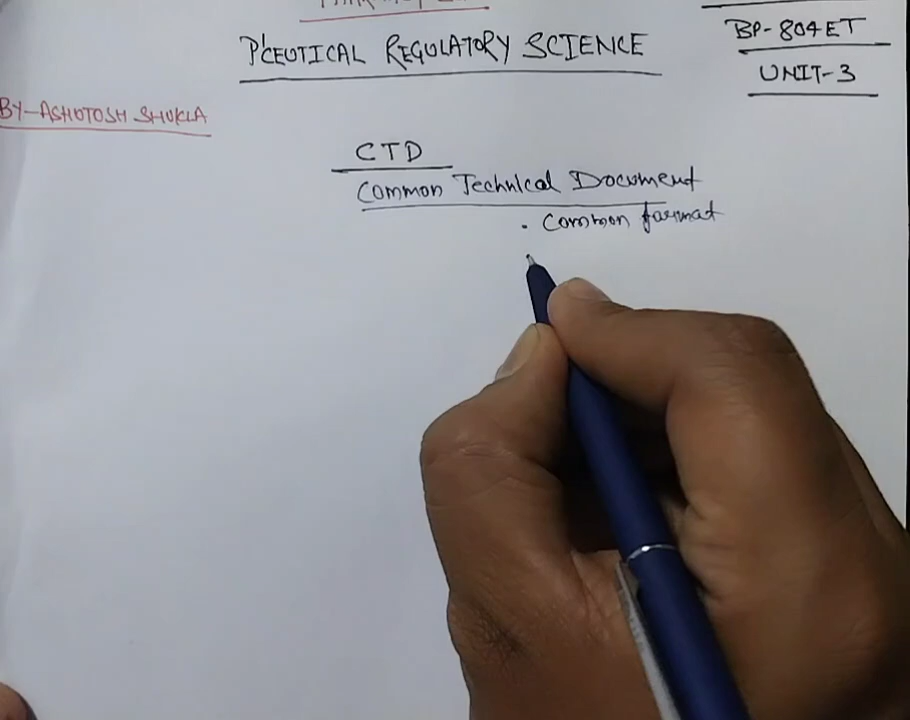 P'CEUTICAL REGULATORY SCIENCE
BP-804ET
UNIT-3
BY-ASHUTOSH SHUKLA
CTD
Common Technical Document
. Common format